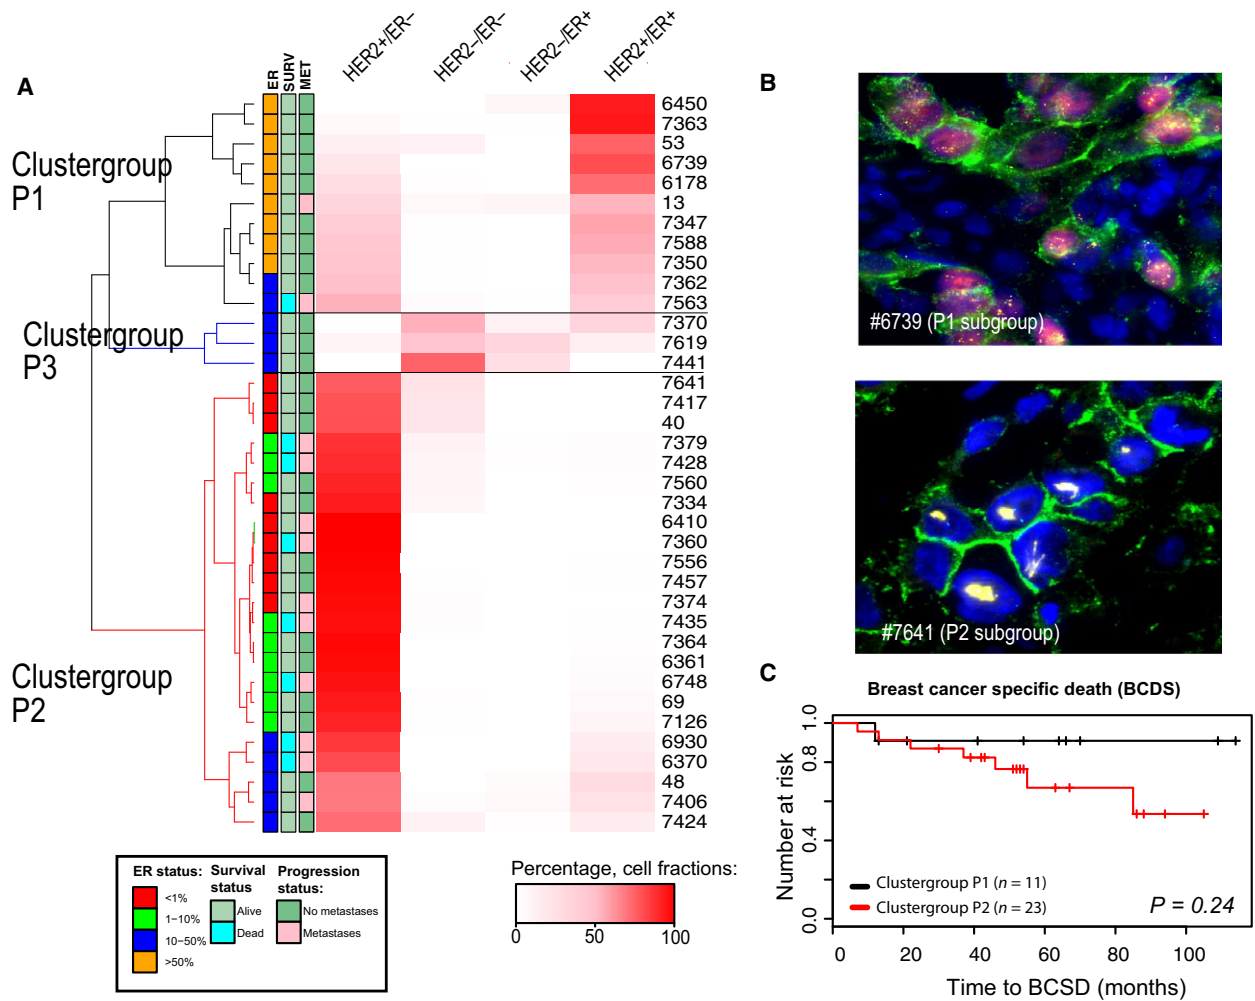 A
HER2+/ER–
HER2–/ER–
HER2–/ER+
HER2+/ER+
ER
SURV
MET
Clustergroup
P1
Clustergroup
P3
Clustergroup
P2
6450
7363
53
6739
6178
13
7347
7588
7350
7362
7563
7370
7619
7441
7641
7417
40
7379
7428
7560
7334
6410
7360
7556
7457
7374
7435
7364
6361
6748
69
7126
6930
6370
48
7406
7424
ER status:
<1%
1–10%
10–50%
>50%
Survival
status
Alive
Dead
Progression
status:
No metastases
Metastases
Percentage, cell fractions:
0 50 100
B
#6739 (P1 subgroup)
#7641 (P2 subgroup)
C
Breast cancer specific death (BCDS)
Number at risk
1.0
0.8
0.4
0.0
Clustergroup P1 (n = 11)
Clustergroup P2 (n = 23)
P = 0.24
0 20 40 60 80 100
Time to BCSD (months)